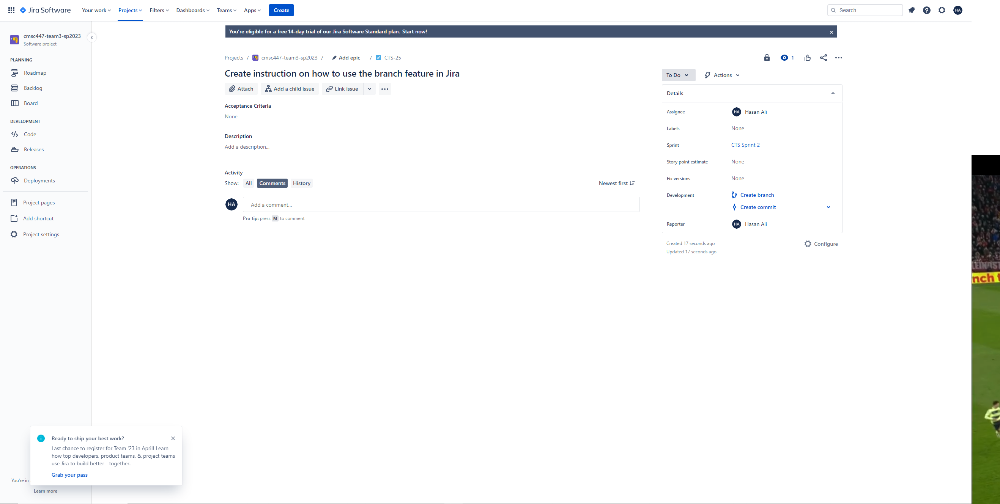 Jira Software
Your work
Projects
Filters
Dashboards
Teams
Apps
Create
Search
HA
cmsc447-team3-sp2023
Software project
PLANNING
Roadmap
Backlog
Board
DEVELOPMENT
Code
Releases
OPERATIONS
Deployments
Project pages
Add shortcut
Project settings
You're eligible for a free 14-day trial of our Jira Software Standard plan. Start now!
Projects / cmsc447-team3-sp2023 / Add epic / CTS-25
1
Create instruction on how to use the branch feature in Jira
Attach
Add a child issue
Link issue
Acceptance Criteria
None
Description
Add a description...
Activity
Show: All Comments History
Newest first
HA
Add a comment...
Pro tip: press M to comment
To Do
Actions
Details
Assignee
HA Hasan Ali
Labels
None
Sprint
CTS Sprint 2
Story point estimate
None
Fix versions
None
Development
Create branch
Create commit
Reporter
HA Hasan Ali
Created 17 seconds ago
Updated 17 seconds ago
Configure
Ready to ship your best work?
Last chance to register for Team '23 in April! Learn
how top developers, product teams, & project teams
use Jira to build better - together.
Grab your pass
You're in
Learn more
nch t